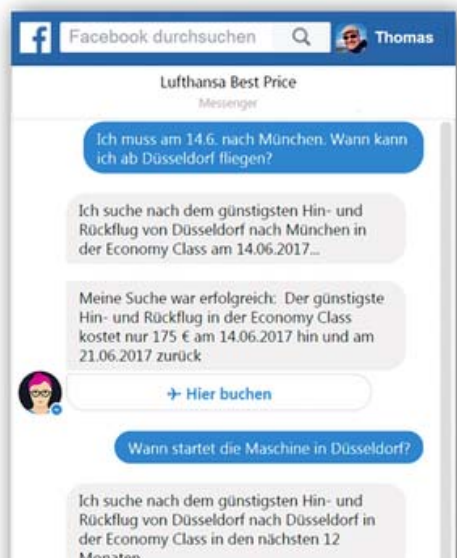 f Facebook durchsuchen Thomas
Lufthansa Best Price
Messenger
Ich muss am 14.6. nach München. Wann kann
ich ab Düsseldorf fliegen?
Ich suche nach dem günstigsten Hin- und
Rückflug von Düsseldorf nach München in
der Economy Class am 14.06.2017...
Meine Suche war erfolgreich: Der günstigste
Hin- und Rückflug in der Economy Class
kostet nur 175 € am 14.06.2017 hin und am
21.06.2017 zurück
Hier buchen
Wann startet die Maschine in Düsseldorf?
Ich suche nach dem günstigsten Hin- und
Rückflug von Düsseldorf nach Düsseldorf in
der Economy Class in den nächsten 12
Monaten